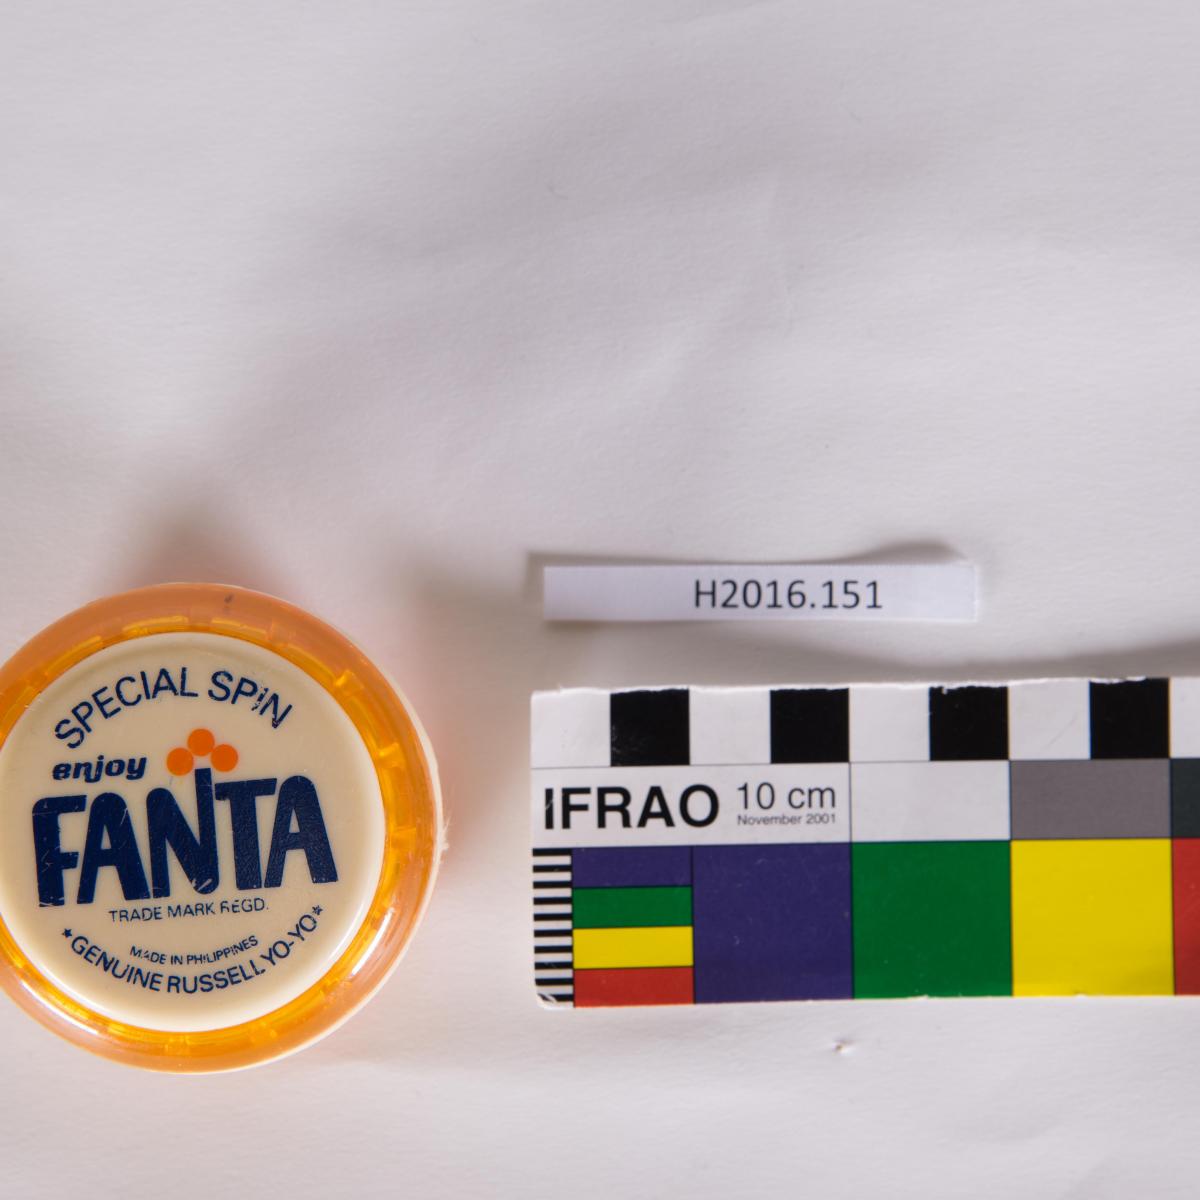 SPECIAL SPIN
enjoy
FANTA
TRADE MARK REGD.
MADE IN PHILIPPINES
*GENUINE RUSSELL YO-YO*
H2016.151
IFRAO
10 cm
November 2001